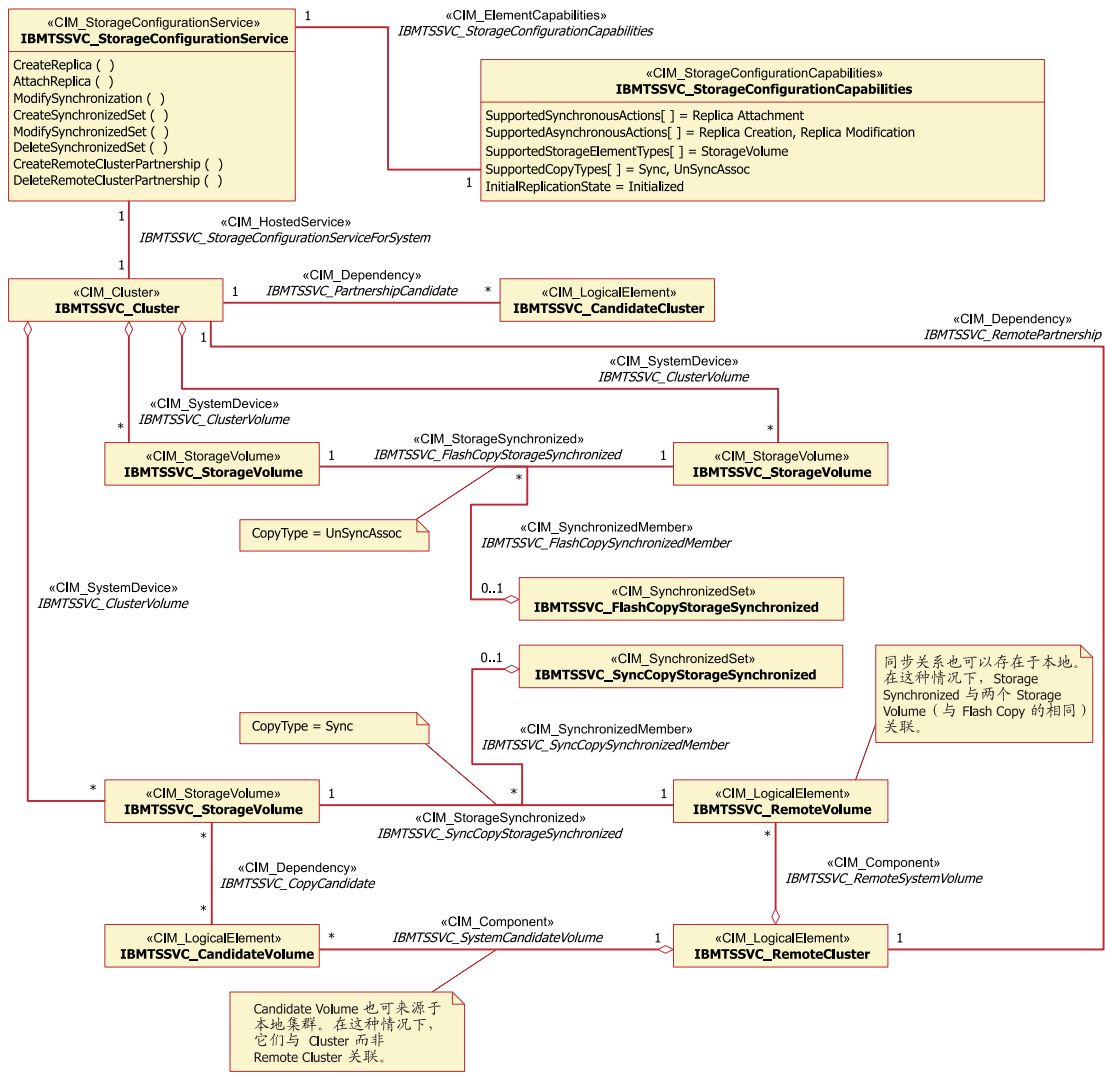 «CIM_StorageConfigurationService»
IBMTSSVC_StorageConfigurationService
CreateReplica ( )
AttachReplica ( )
ModifySynchronization ( )
CreateSynchronizedSet ( )
ModifySynchronizedSet ( )
DeleteSynchronizedSet ( )
CreateRemoteClusterPartnership ( )
DeleteRemoteClusterPartnership ( )
1
«CIM_ElementCapabilities»
IBMTSSVC_StorageConfigurationCapabilities
«CIM_StorageConfigurationCapabilities»
IBMTSSVC_StorageConfigurationCapabilities
SupportedSynchronousActions[ ] = Replica Attachment
SupportedAsynchronousActions[ ] = Replica Creation, Replica Modification
SupportedStorageElementTypes[ ] = StorageVolume
SupportedCopyTypes[ ] = Sync, UnSyncAssoc
InitialReplicationState = Initialized
1
1
«CIM_HostedService»
IBMTSSVC_StorageConfigurationServiceForSystem
1
«CIM_Cluster»
IBMTSSVC_Cluster
1
«CIM_Dependency»
IBMTSSVC_PartnershipCandidate
*
«CIM_LogicalElement»
IBMTSSVC_CandidateCluster
1
«CIM_Dependency»
IBMTSSVC_RemotePartnership
«CIM_SystemDevice»
IBMTSSVC_ClusterVolume
«CIM_SystemDevice»
IBMTSSVC_ClusterVolume
*
*
«CIM_StorageVolume»
IBMTSSVC_StorageVolume
1
«CIM_StorageSynchronized»
IBMTSSVC_FlashCopyStorageSynchronized
1
«CIM_StorageVolume»
IBMTSSVC_StorageVolume
*
CopyType = UnSyncAssoc
«CIM_SynchronizedMember»
IBMTSSVC_FlashCopySynchronizedMember
«CIM_SystemDevice»
IBMTSSVC_ClusterVolume
0..1
«CIM_SynchronizedSet»
IBMTSSVC_FlashCopyStorageSynchronized
0..1
«CIM_SynchronizedSet»
IBMTSSVC_SyncCopyStorageSynchronized
同步关系也可以存在于本地。
在这种情况下，Storage
Synchronized 与两个 Storage
Volume（与 Flash Copy 的相同）
关联。
CopyType = Sync
«CIM_SynchronizedMember»
IBMTSSVC_SyncCopySynchronizedMember
*
«CIM_StorageVolume»
IBMTSSVC_StorageVolume
1
*
1
«CIM_StorageSynchronized»
IBMTSSVC_SyncCopyStorageSynchronized
«CIM_LogicalElement»
IBMTSSVC_RemoteVolume
*
*
«CIM_Dependency»
IBMTSSVC_CopyCandidate
*
«CIM_Component»
IBMTSSVC_RemoteSystemVolume
«CIM_LogicalElement»
IBMTSSVC_CandidateVolume
*
«CIM_Component»
IBMTSSVC_SystemCandidateVolume
1
«CIM_LogicalElement»
IBMTSSVC_RemoteCluster
1
Candidate Volume 也可来源于
本地集群。在这种情况下，
它们与 Cluster 而非
Remote Cluster 关联。